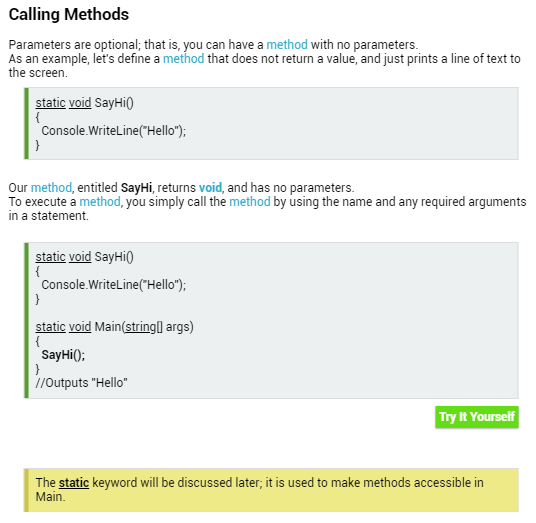 Calling Methods
Parameters are optional; that is, you can have a method with no parameters.
As an example, let's define a method that does not return a value, and just prints a line of text to
the screen.
static void SayHi()
{
Console.WriteLine("Hello");
}
Our method, entitled SayHi, returns void, and has no parameters.
To execute a method, you simply call the method by using the name and any required arguments
in a statement.
static void SayHi()
{
Console.WriteLine("Hello");
}
static void Main(string[] args)
{
SayHi();
}
//Outputs "Hello"
Try It Yourself
The static keyword will be discussed later; it is used to make methods accessible in
Main.